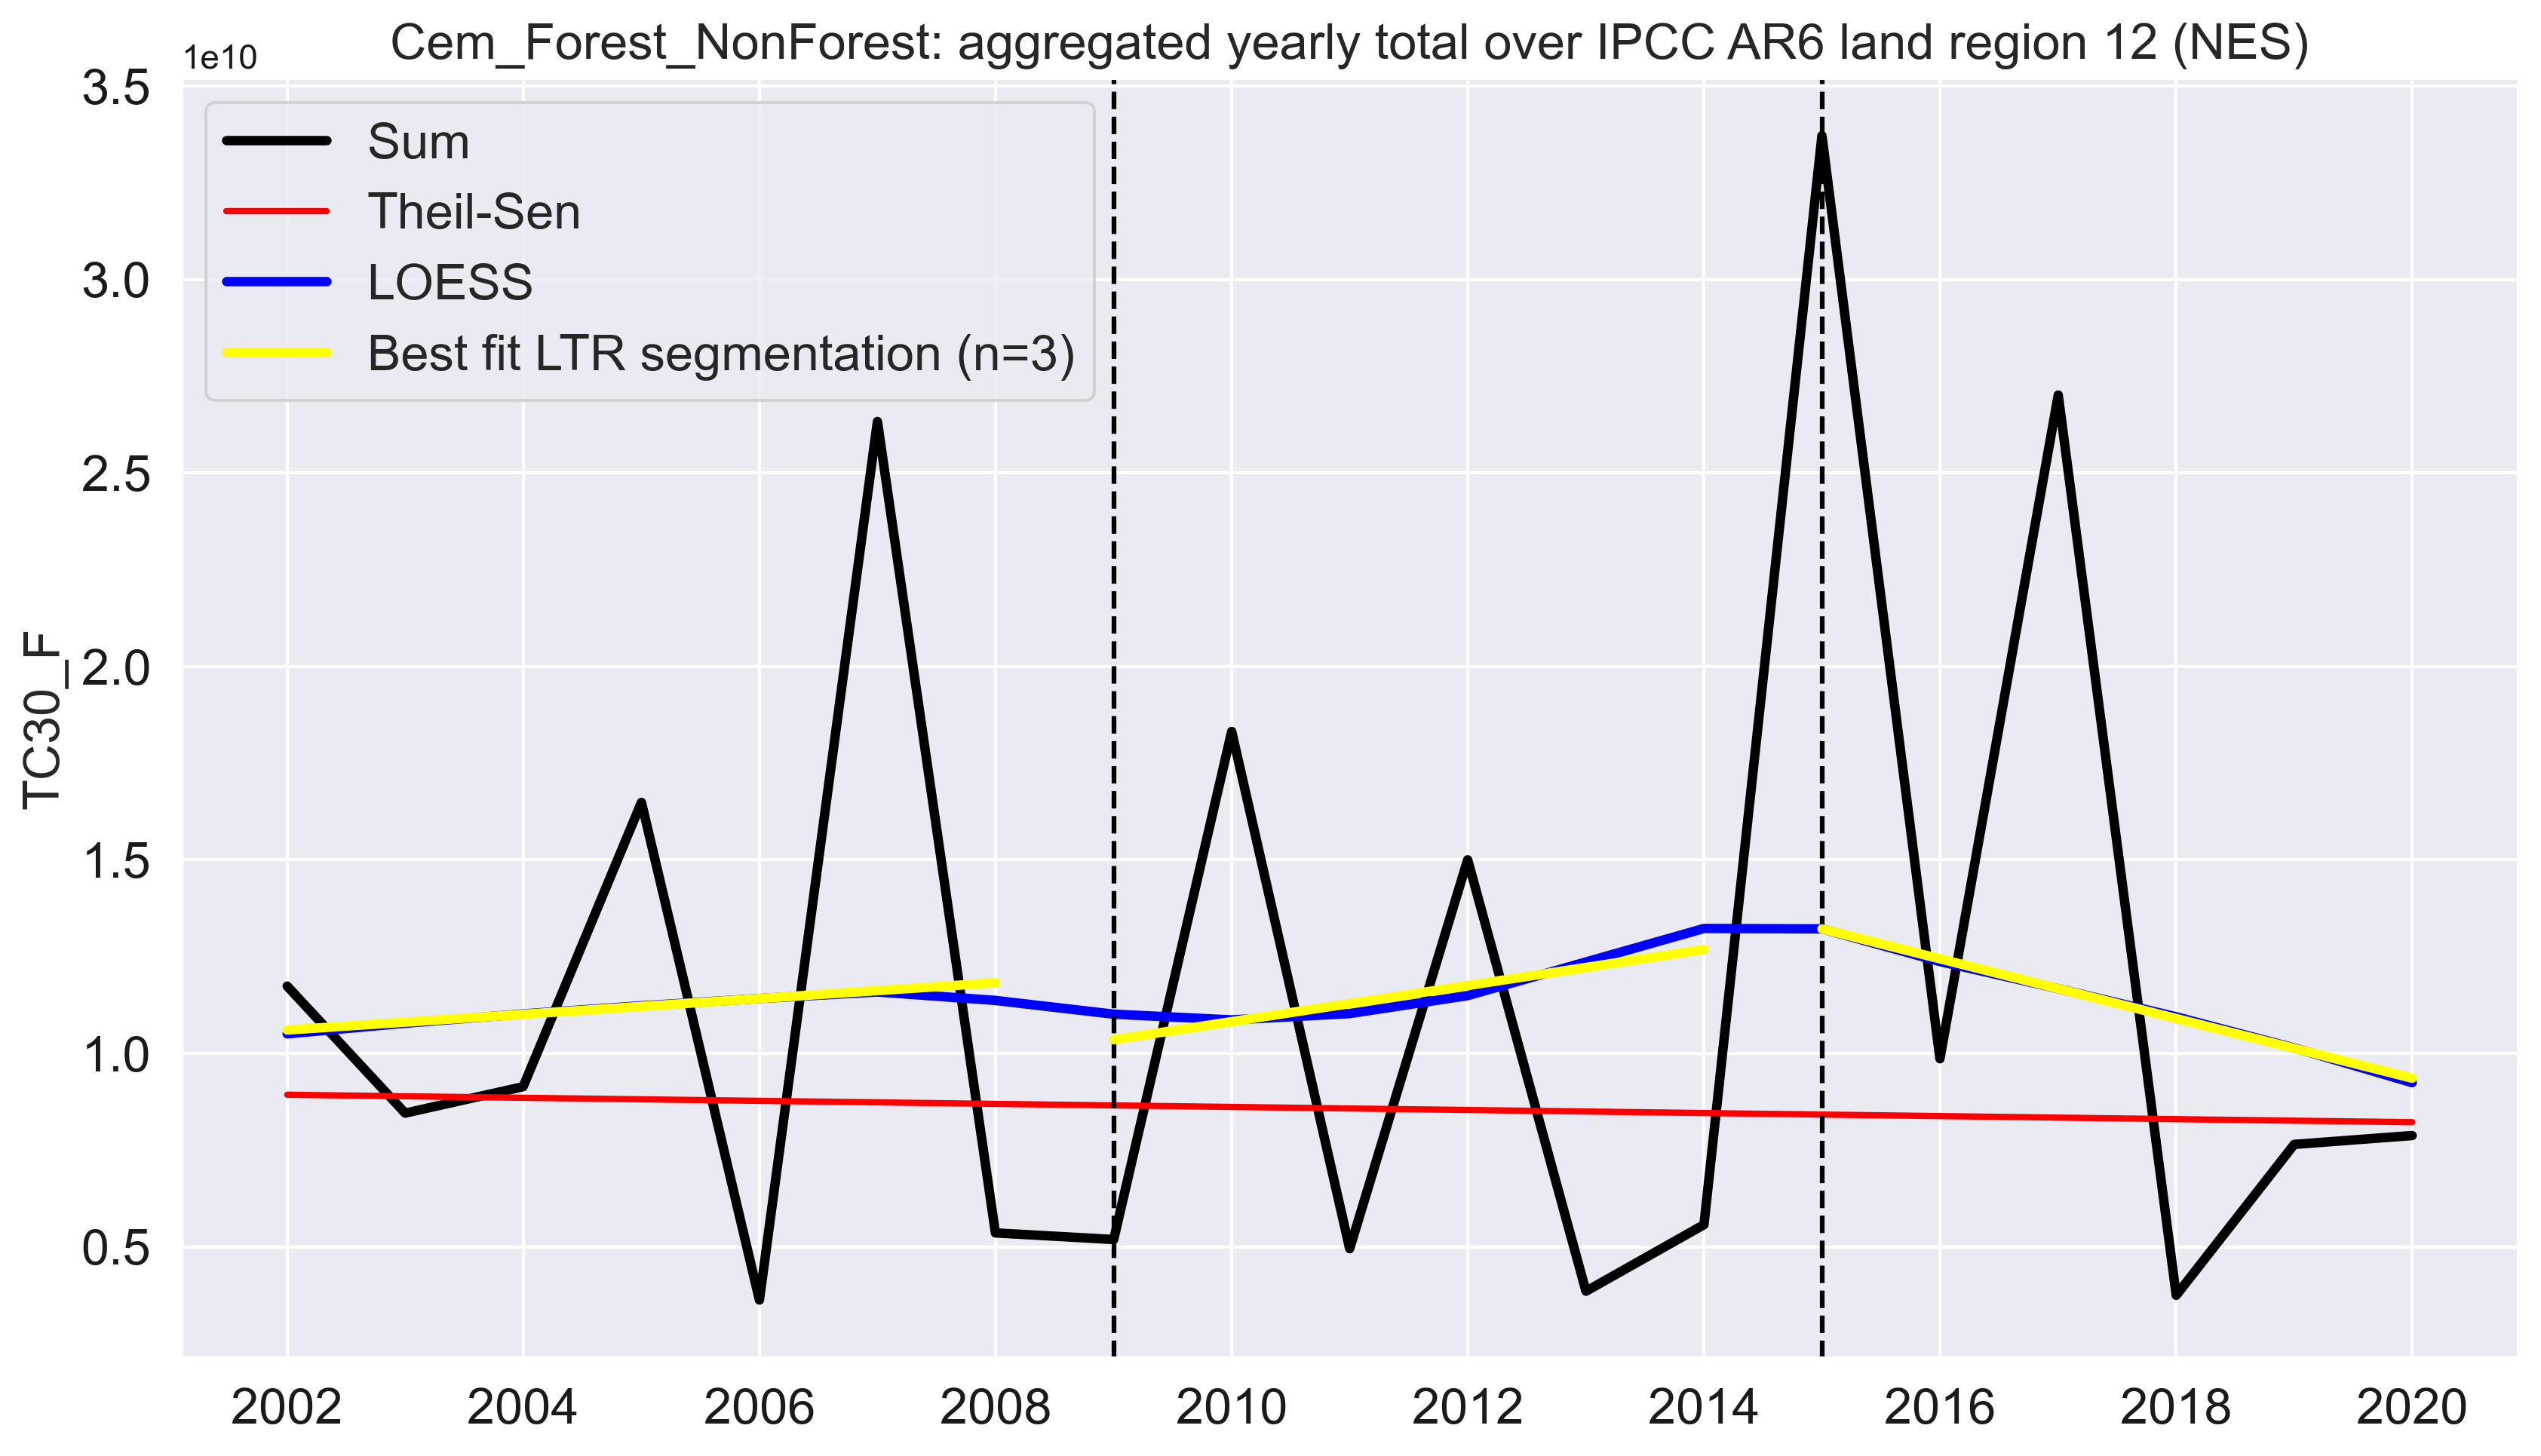 Cem_Forest_NonForest: aggregated yearly total over IPCC AR6 land region 12 (NES)
1e10
3.5
3.0
2.5
2.0
1.5
1.0
0.5
TC30_F
Sum
Theil-Sen
LOESS
Best fit LTR segmentation (n=3)
2002 2004 2006 2008 2010 2012 2014 2016 2018 2020